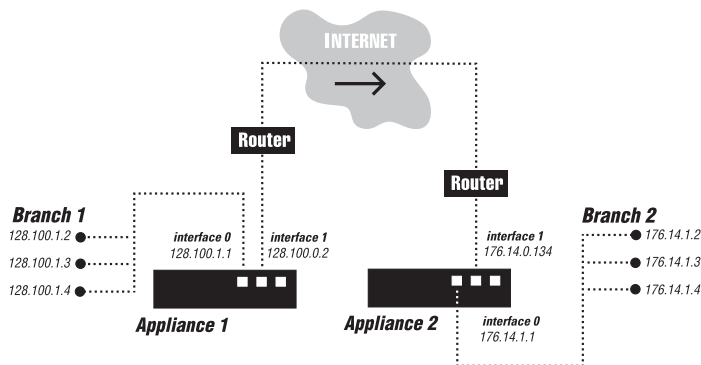 INTERNET
Router
Router
Branch 1
128.100.1.2
128.100.1.3
128.100.1.4
interface 0
128.100.1.1
interface 1
128.100.0.2
Appliance 1
interface 1
176.14.0.134
Appliance 2
interface 0
176.14.1.1
Branch 2
176.14.1.2
176.14.1.3
176.14.1.4